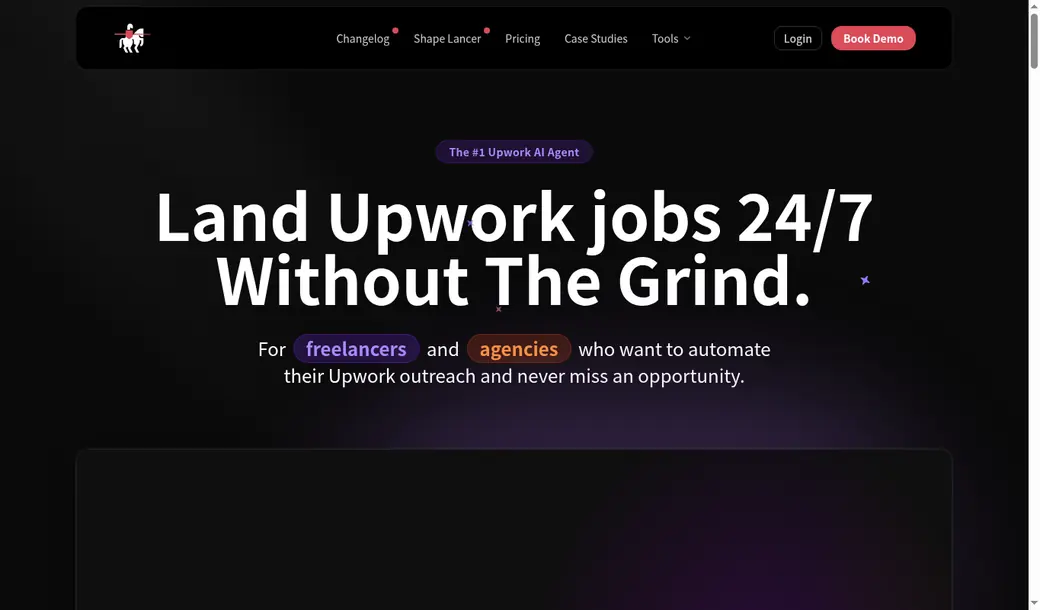 Changelog Shape Lancer Pricing Case Studies Tools Login Book Demo
The #1 Upwork AI Agent
Land Upwork jobs 24/7
Without The Grind.
For freelancers and agencies who want to automate
their Upwork outreach and never miss an opportunity.